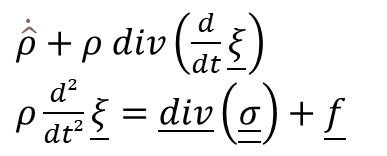 ρ̂̇ + ρ div(d/dt ξ)
ρ d²/dt² ξ = div(σ) + f